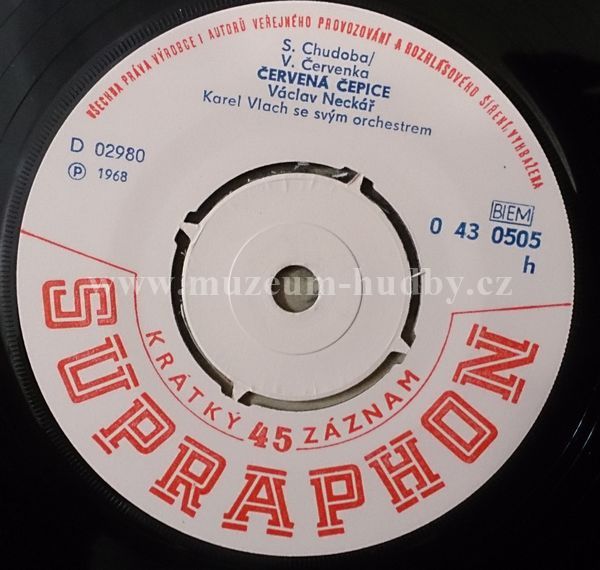 VŠECHNA PRÁVA VÝROBCE I AUTORŮ VEŘEJNÉHO PROVOZOVÁNÍ A ROZHLASOVÉHO ŠÍŘENÍ VYHRAZENA
S. Chudoba/
V. Červenka
ČERVENÁ ČEPICE
Václav Neckář
Karel Vlach se svým orchestrem
D 02980
Ⓟ 1968
BIEM
0 43 0505
h
www.muzeum-hudby.cz
KRÁTKÝ 45 ZÁZNAM
SUPRAPHON